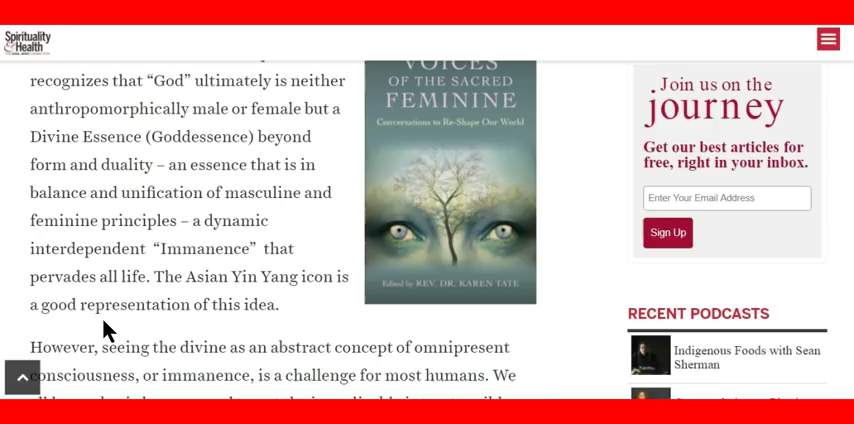 Spirituality
& Health
recognizes that “God” ultimately is neither
anthropomorphically male or female but a
Divine Essence (Goddessence) beyond
form and duality – an essence that is in
balance and unification of masculine and
feminine principles – a dynamic
interdependent “Immanence” that
pervades all life. The Asian Yin Yang icon is
a good representation of this idea.
However, seeing the divine as an abstract concept of omnipresent
consciousness, or immanence, is a challenge for most humans. We
VOICES
OF THE SACRED
FEMININE
Conversations to Re-Shape Our World
Edited by REV. DR. KAREN TATE
Join us on the
journey
Get our best articles for
free, right in your inbox.
Enter Your Email Address
Sign Up
RECENT PODCASTS
Indigenous Foods with Sean
Sherman